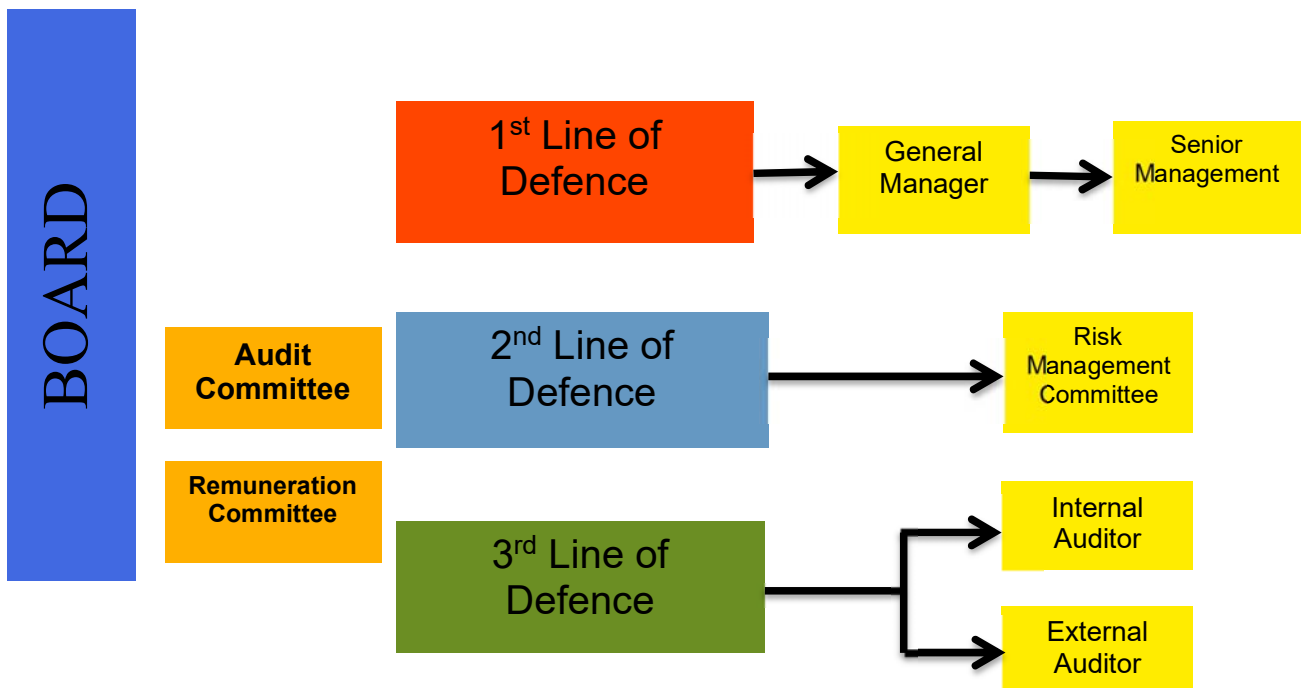 BOARD
1st Line of
Defence
General
Manager
Senior
Management
Audit
Committee
2nd Line of
Defence
Risk
Management
Committee
Remuneration
Committee
3rd Line of
Defence
Internal
Auditor
External
Auditor